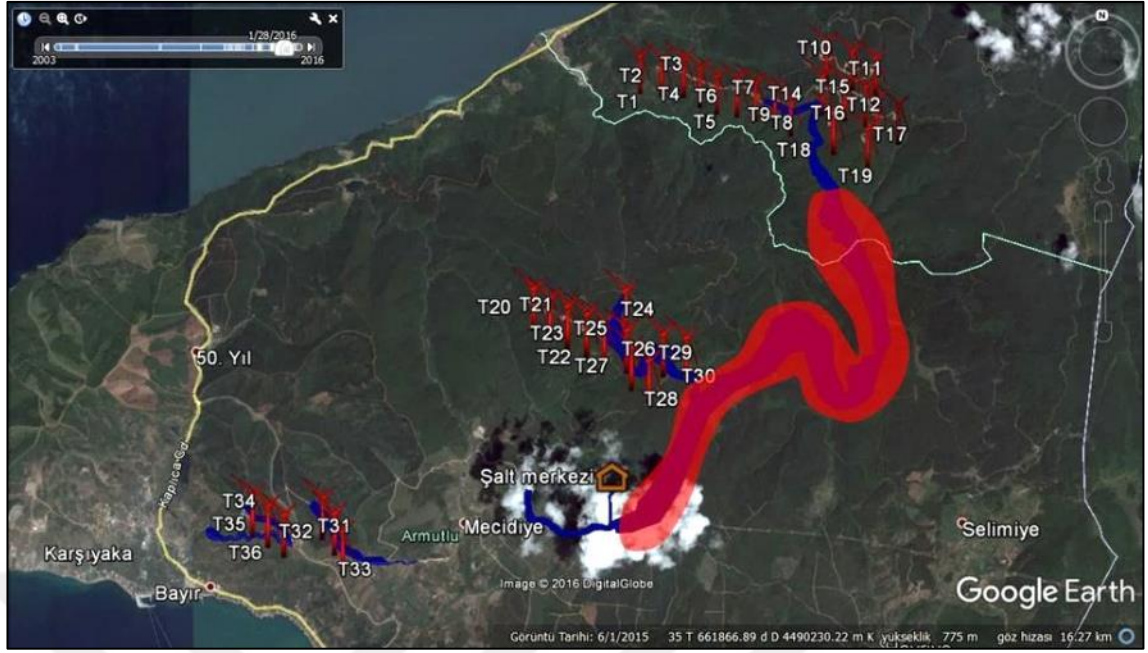 1/28/2016
2003
2016
N
T10
T3
T2
T11
T4
T7
T14
T15
T1
T6
T9
T12
T5
T8
T16
T17
T18
T19
T20
T21
T24
T23
T25
T22
T26
T29
T27
T30
T28
50. Yıl
Kaplıca Cd
Şalt merkezi
T34
T35
T32
T31
Mecidiye
Armutlu
Selimiye
T36
T33
Karşıyaka
Bayır
Image © 2016 DigitalGlobe
Google Earth
Görüntü Tarihi: 6/1/2015 35 T 661866.89 d D 4490230.22 m K yükseklik 775 m göz hizası 16.27 km